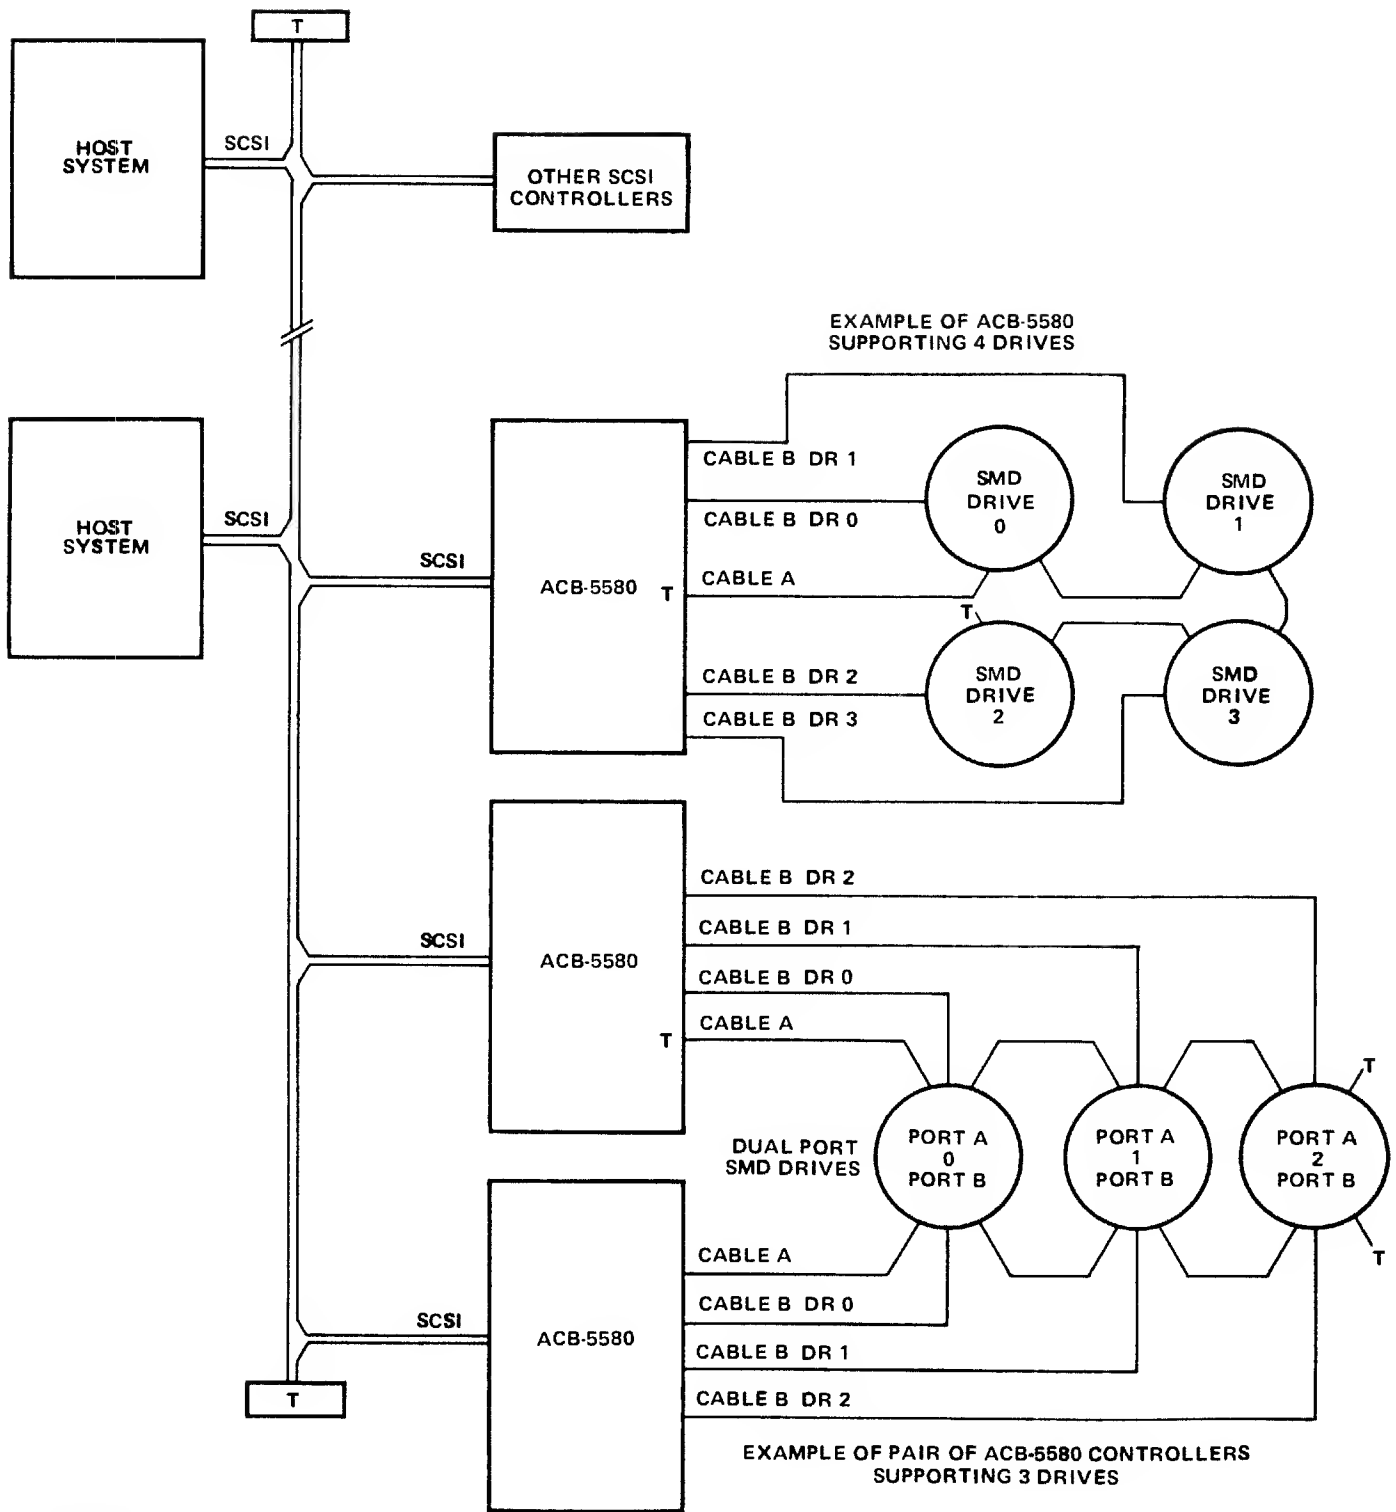 T
HOST
SYSTEM
SCSI
OTHER SCSI
CONTROLLERS
EXAMPLE OF ACB-5580
SUPPORTING 4 DRIVES
HOST
SYSTEM
SCSI
SCSI
ACB-5580
T
CABLE B DR 1
CABLE B DR 0
CABLE A
CABLE B DR 2
CABLE B DR 3
SMD
DRIVE
0
SMD
DRIVE
1
T
SMD
DRIVE
2
SMD
DRIVE
3
SCSI
ACB-5580
T
CABLE B DR 2
CABLE B DR 1
CABLE B DR 0
CABLE A
DUAL PORT
SMD DRIVES
PORT A
0
PORT B
PORT A
1
PORT B
PORT A
2
PORT B
T
T
SCSI
ACB-5580
CABLE A
CABLE B DR 0
CABLE B DR 1
CABLE B DR 2
T
EXAMPLE OF PAIR OF ACB-5580 CONTROLLERS
SUPPORTING 3 DRIVES